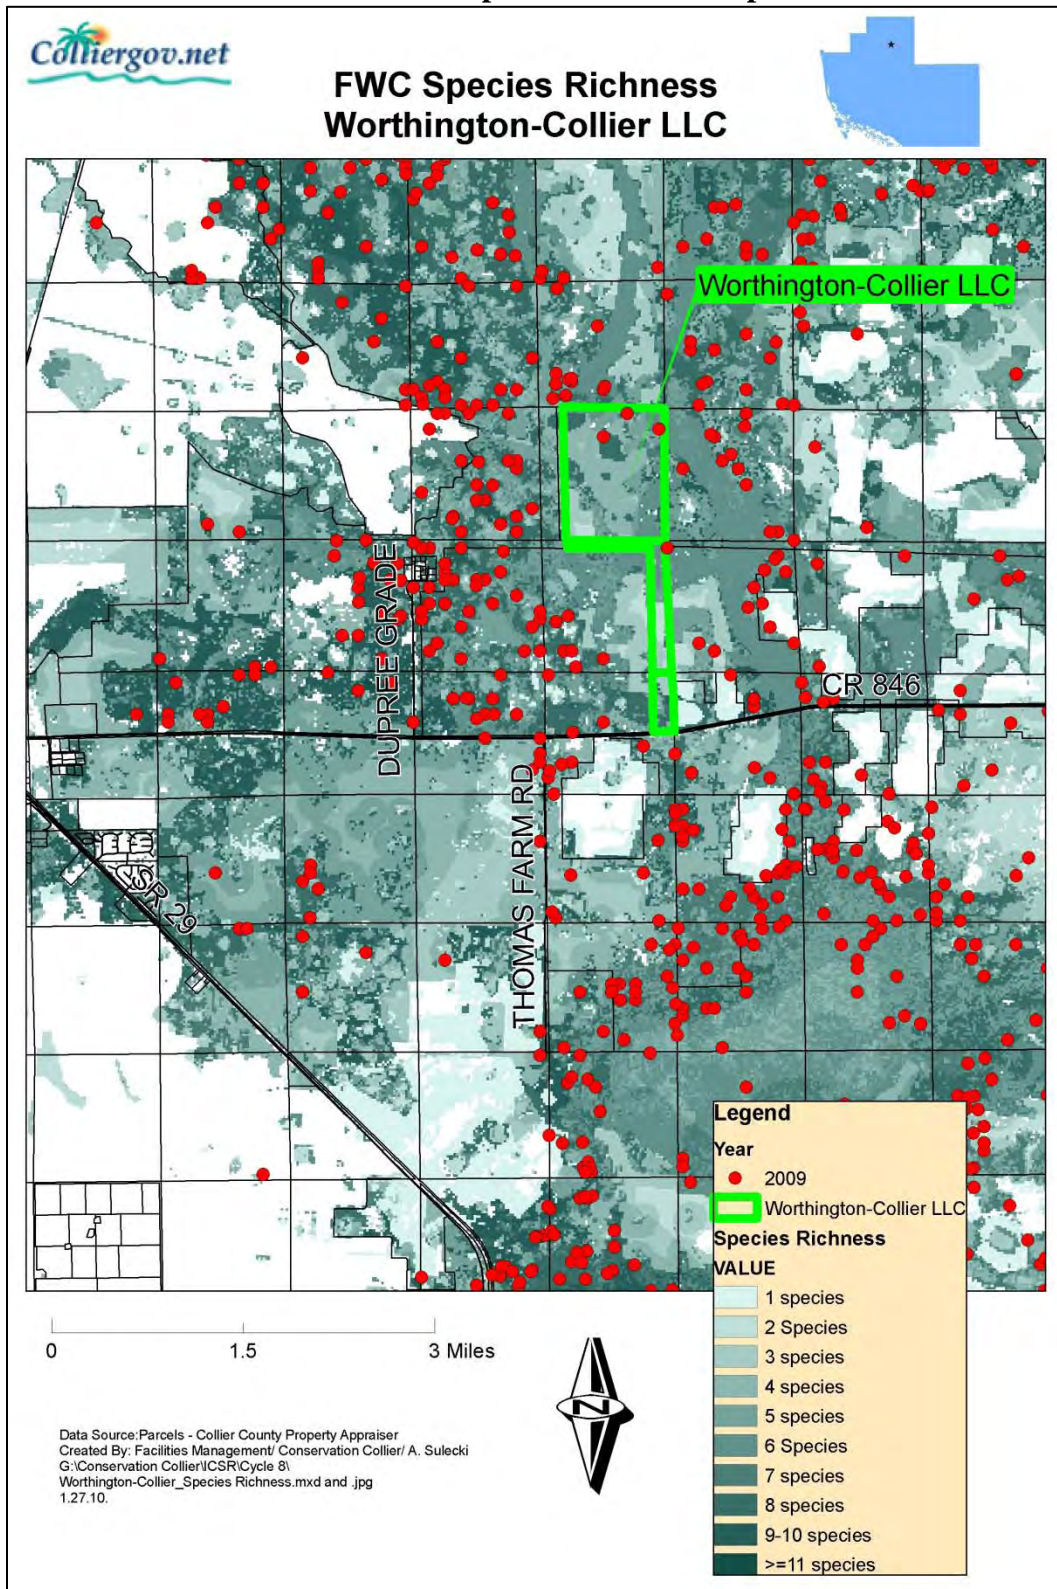 Colliergov.net
FWC Species Richness
Worthington-Collier LLC
Worthington-Collier LLC
DUPREE GRADE
CR 846
THOMAS FARM RD
CSR 29
Legend
Year
2009
Worthington-Collier LLC
Species Richness
VALUE
1 species
2 Species
3 species
4 species
5 species
6 Species
7 species
8 species
9-10 species
>=11 species
0 1.5 3 Miles
N
Data Source:Parcels - Collier County Property Appraiser
Created By: Facilities Management/ Conservation Collier/ A. Sulecki
G:\Conservation Collier\ICSR\Cycle 8\
Worthington-Collier_Species Richness.mxd and .jpg
1.27.10.